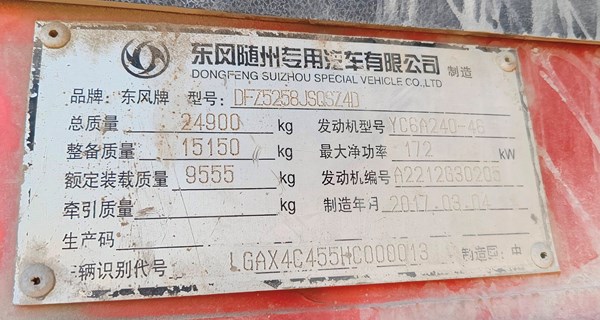 东风随州专用汽车有限公司 制造
DONGFENG SUIZHOU SPECIAL VEHICLE CO.,LTD
品牌: 东风牌 型号: DFZ5258JSQSZ4D
总质量 24900 kg 发动机型号 YC6A240-46
整备质量 15150 kg 最大净功率 172 kW
额定装载质量 9555 kg 发动机编号 A2212G30205
牵引质量 kg 制造年月 2017.03.04
生产码
辆识别代号 LGAX4C455HC000013 制造国: 中